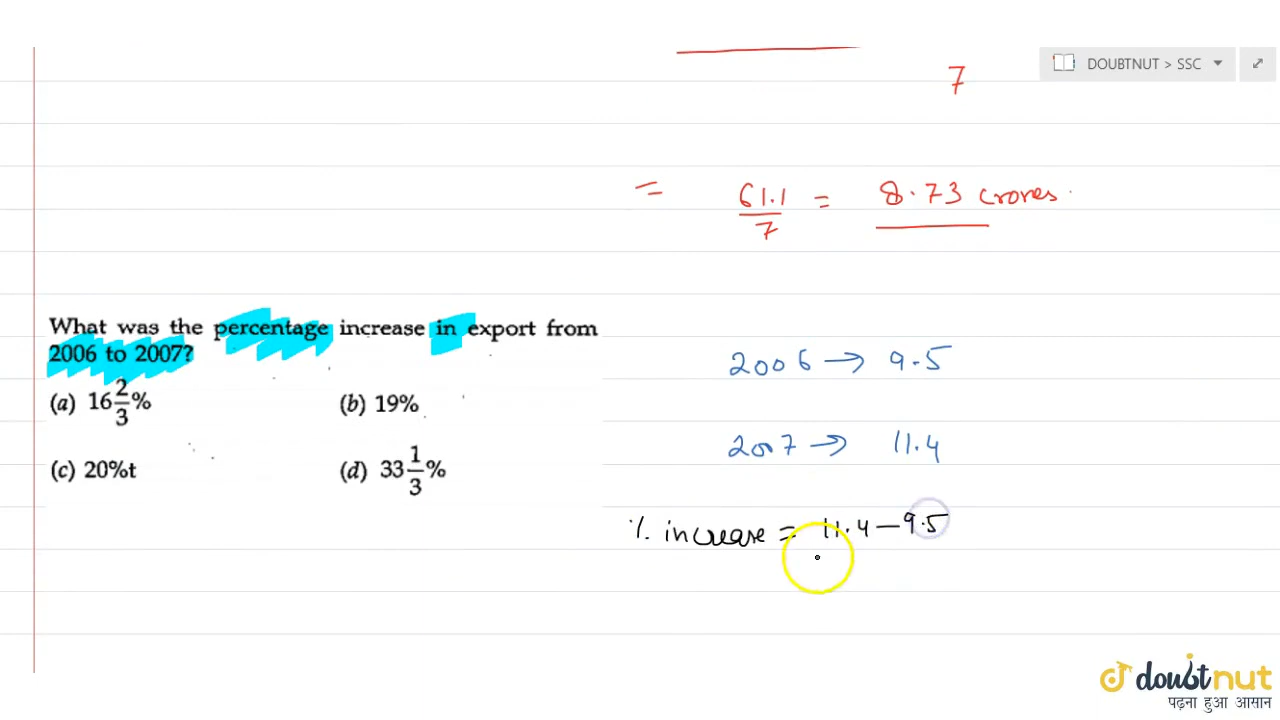 DOUBTNUT > SSC
7
= 61.1/7 = 8.73 crores.
What was the percentage increase in export from
2006 to 2007?
(a) 16 2/3% (b) 19%
(c) 20%t (d) 33 1/3%
2006 → 9.5
2007 → 11.4
% increase = 11.4 - 9.5
doubtnut
पढ़ना हुआ आसान